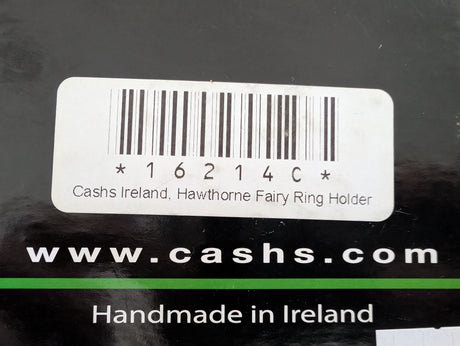 *16214C*
Cashs Ireland, Hawthorne Fairy Ring Holder
www.cashs.com
Handmade in Ireland